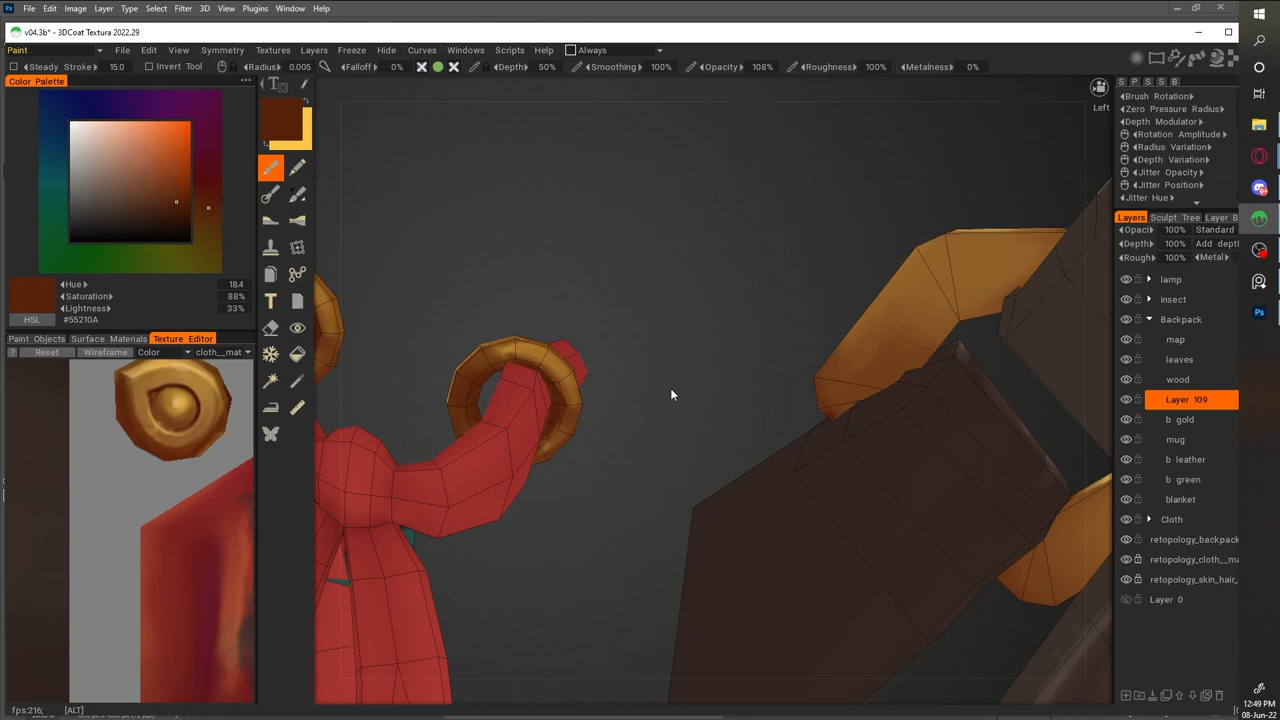 Ps File Edit Image Layer Type Select Filter 3D View Plugins Window Help
v04.3b* - 3DCoat Textura 2022.29
Paint File Edit View Symmetry Textures Layers Freeze Hide Curves Windows Scripts Help Always
Steady Stroke 15.0 Invert Tool Radius 0.005 Falloff 0% Depth 50% Smoothing 100% Opacity 108% Roughness 100% Metalness 0%
Color Palette
Left
S P S S B
Brush Rotation
Zero Pressure Radius
Depth Modulator
Rotation Amplitude
Radius Variation
Depth Variation
Jitter Opacity
Jitter Position
Jitter Hue
Layers Sculpt Tree Layer B
Opaci 100% Standard
Depth 100% Add depth
Rough 100% Metal
lamp
insect
Backpack
map
leaves
wood
Layer 109
b gold
mug
b leather
b green
blanket
Cloth
retopology_backpack
retopology_cloth__ma
retopology_skin_hair_
Layer 0
Hue 18.4
Saturation 88%
Lightness 33%
HSL #55210A
Paint Objects Surface Materials Texture Editor
? Reset Wireframe Color cloth__mat
fps:216; [ALT]
Ps
12:49 PM
08-Jun-22